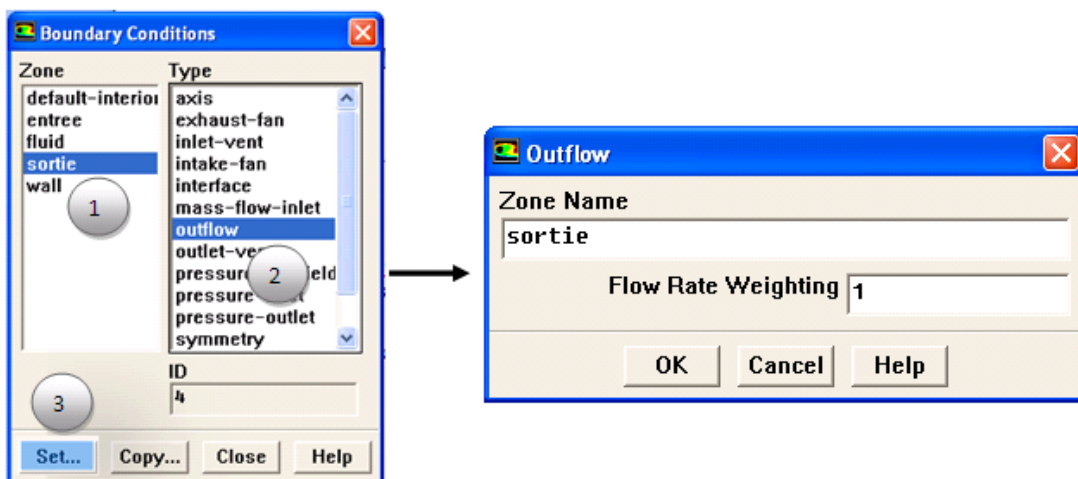 Boundary Conditions
Zone
default-interior
entree
fluid
sortie
wall
1
Type
axis
exhaust-fan
inlet-vent
intake-fan
interface
mass-flow-inlet
outflow
2
pressure-outlet
symmetry
ID
4
3
Set...
Copy...
Close
Help
Outflow
Zone Name
sortie
Flow Rate Weighting
1
OK
Cancel
Help